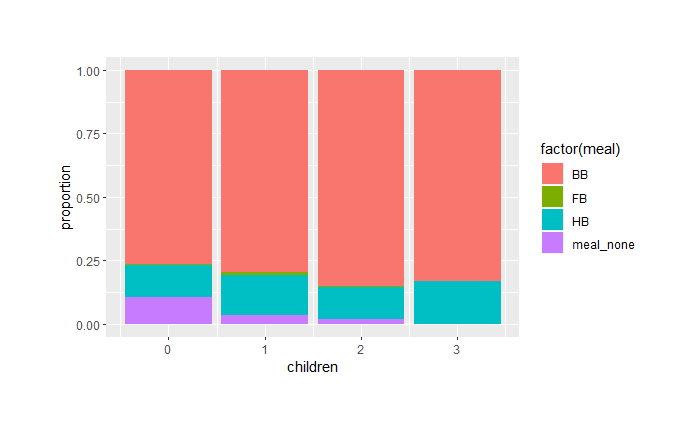 1.00
0.75
0.50
0.25
0.00
proportion
0 1 2 3
children
factor(meal)
BB
FB
HB
meal_none